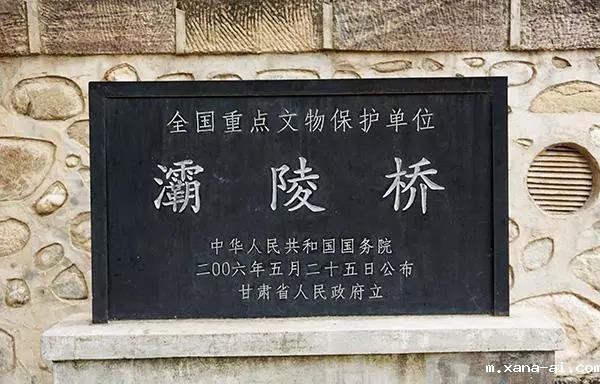 全国重点文物保护单位
灞陵桥
中华人民共和国国务院
二〇〇六年五月二十五日公布
甘肃省人民政府立
m.xana-ai.com